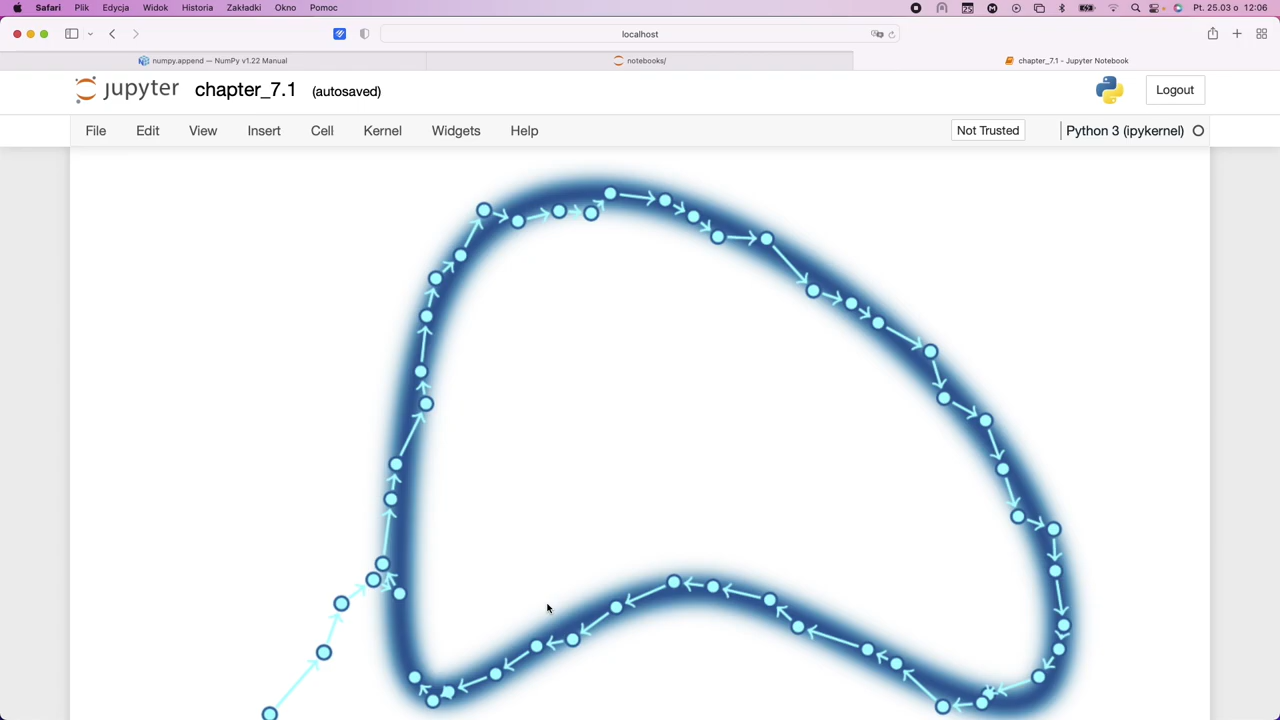 Safari Plik Edycja Widok Historia Zakładki Okno Pomoc Pt. 25.03 o 12:06
localhost
numpy.append — NumPy v1.22 Manual notebooks/ chapter_7.1 - Jupyter Notebook
jupyter chapter_7.1 (autosaved) Logout
File Edit View Insert Cell Kernel Widgets Help Not Trusted Python 3 (ipykernel)